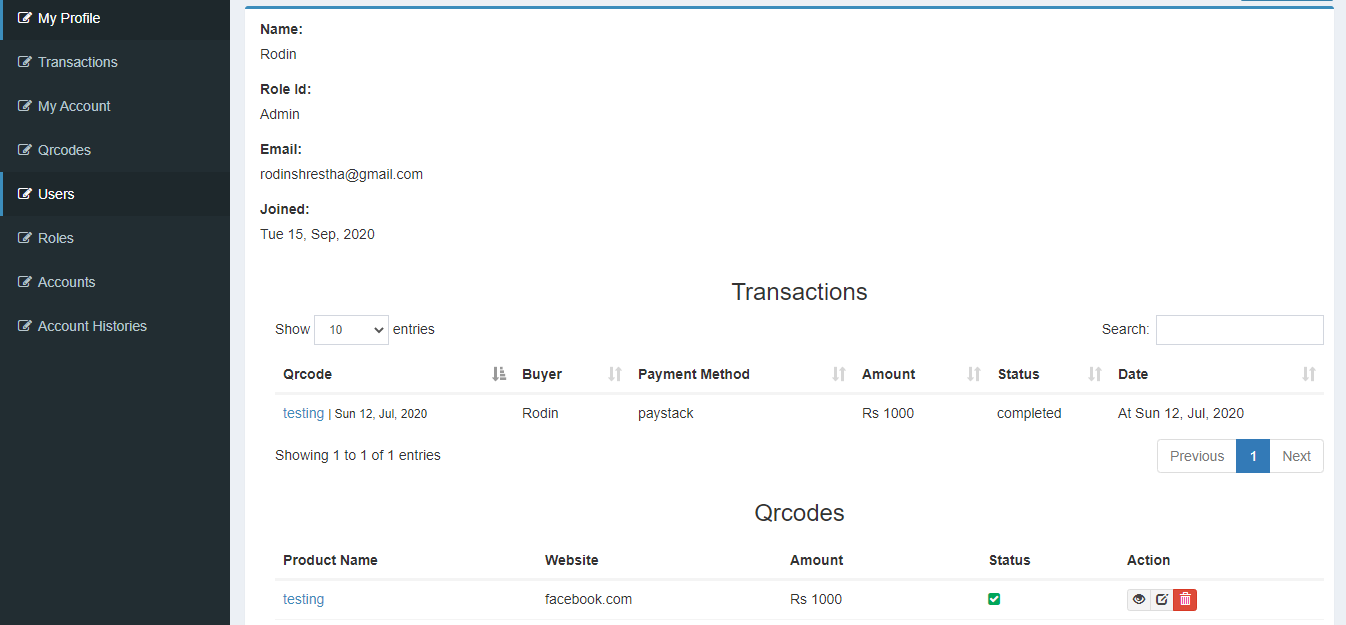 My Profile
Transactions
My Account
Qrcodes
Users
Roles
Accounts
Account Histories
Name:
Rodin
Role Id:
Admin
Email:
rodinshrestha@gmail.com
Joined:
Tue 15, Sep, 2020
Transactions
Show 10 entries Search:
Qrcode Buyer Payment Method Amount Status Date
testing | Sun 12, Jul, 2020 Rodin paystack Rs 1000 completed At Sun 12, Jul, 2020
Showing 1 to 1 of 1 entries Previous 1 Next
Qrcodes
Product Name Website Amount Status Action
testing facebook.com Rs 1000